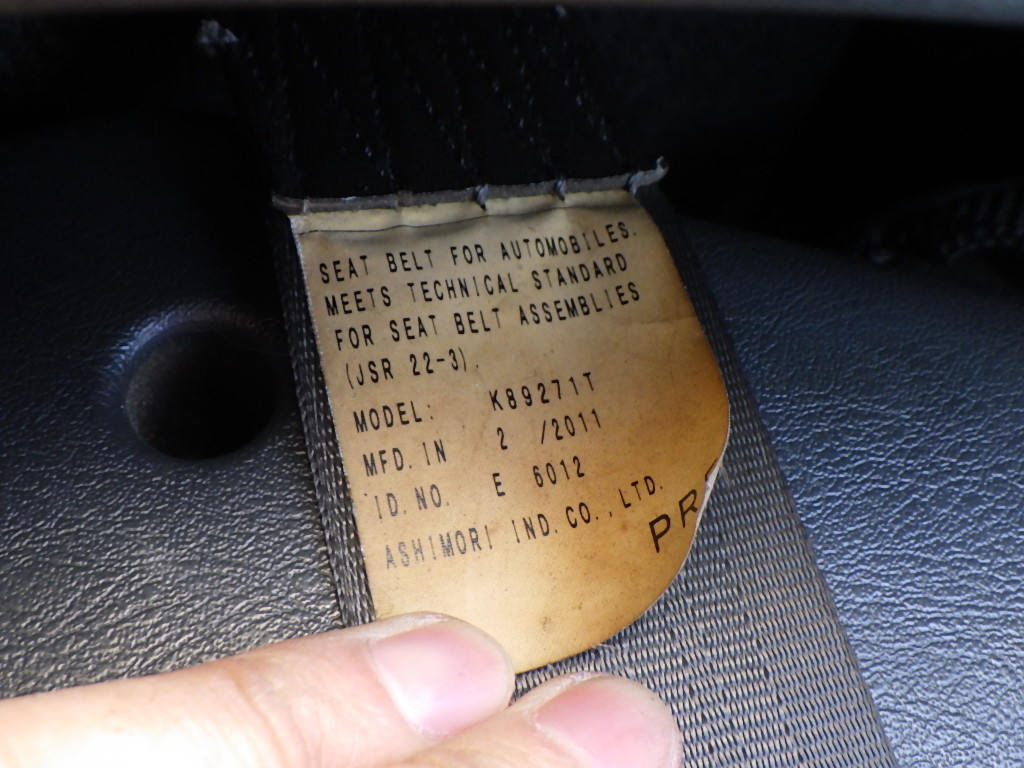 SEAT BELT FOR AUTOMOBILES.
MEETS TECHNICAL STANDARD
FOR SEAT BELT ASSEMBLIES
(JSR 22-3).
MODEL: K89271T
MFD. IN 2 /2011
ID. NO. E 6012
ASHIMORI IND. CO., LTD.
PR